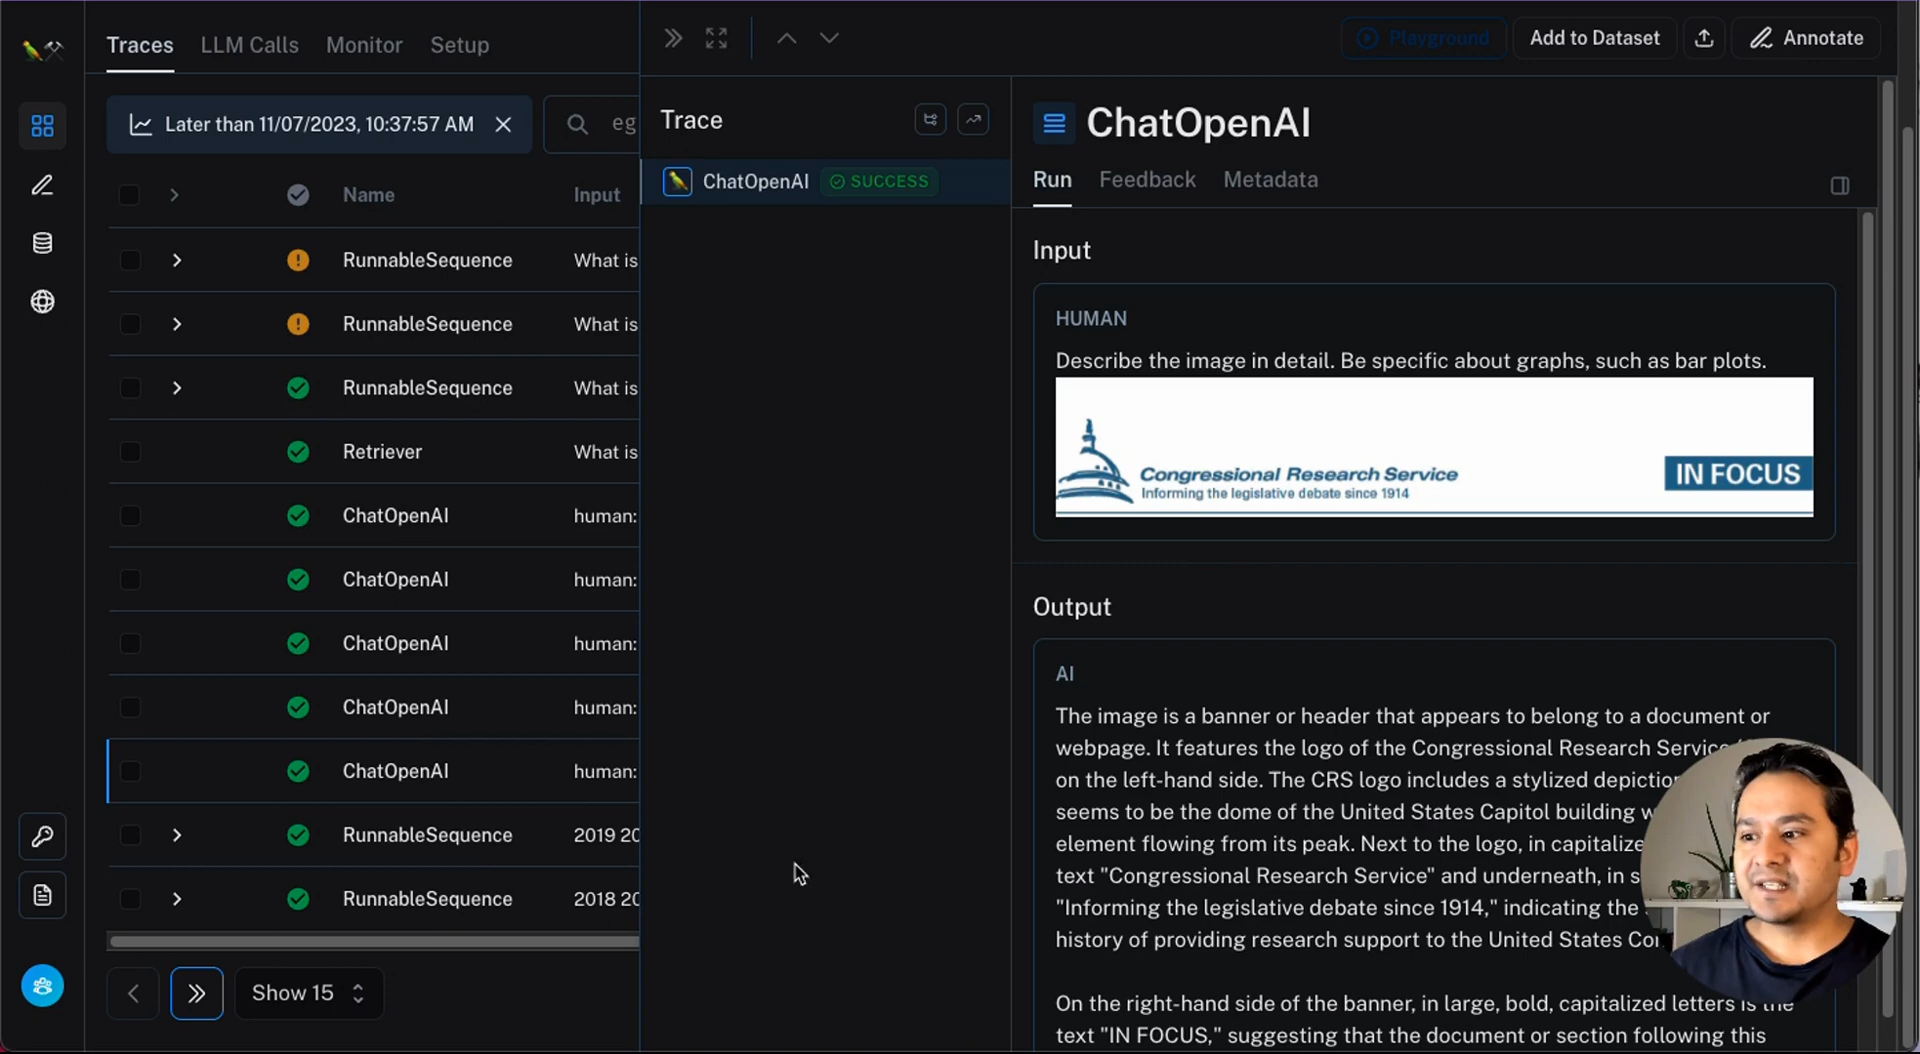 Traces LLM Calls Monitor Setup
Playground Add to Dataset Annotate
Later than 11/07/2023, 10:37:57 AM
eg
Name Input
RunnableSequence What is
RunnableSequence What is
RunnableSequence What is
Retriever What is
ChatOpenAI human:
ChatOpenAI human:
ChatOpenAI human:
ChatOpenAI human:
ChatOpenAI human:
RunnableSequence 2019 20
RunnableSequence 2018 20
Show 15
Trace
ChatOpenAI SUCCESS
ChatOpenAI
Run Feedback Metadata
Input
HUMAN
Describe the image in detail. Be specific about graphs, such as bar plots.
Congressional Research Service
Informing the legislative debate since 1914
IN FOCUS
Output
AI
The image is a banner or header that appears to belong to a document or
webpage. It features the logo of the Congressional Research Service
on the left-hand side. The CRS logo includes a stylized
seems to be the dome of the United States Capitol building
element flowing from its peak. Next to the logo, in
text "Congressional Research Service" and underneath, in
"Informing the legislative debate since 1914," indicating the
history of providing research support to the United States
On the right-hand side of the banner, in large, bold, capitalized letters is the
text "IN FOCUS," suggesting that the document or section following this